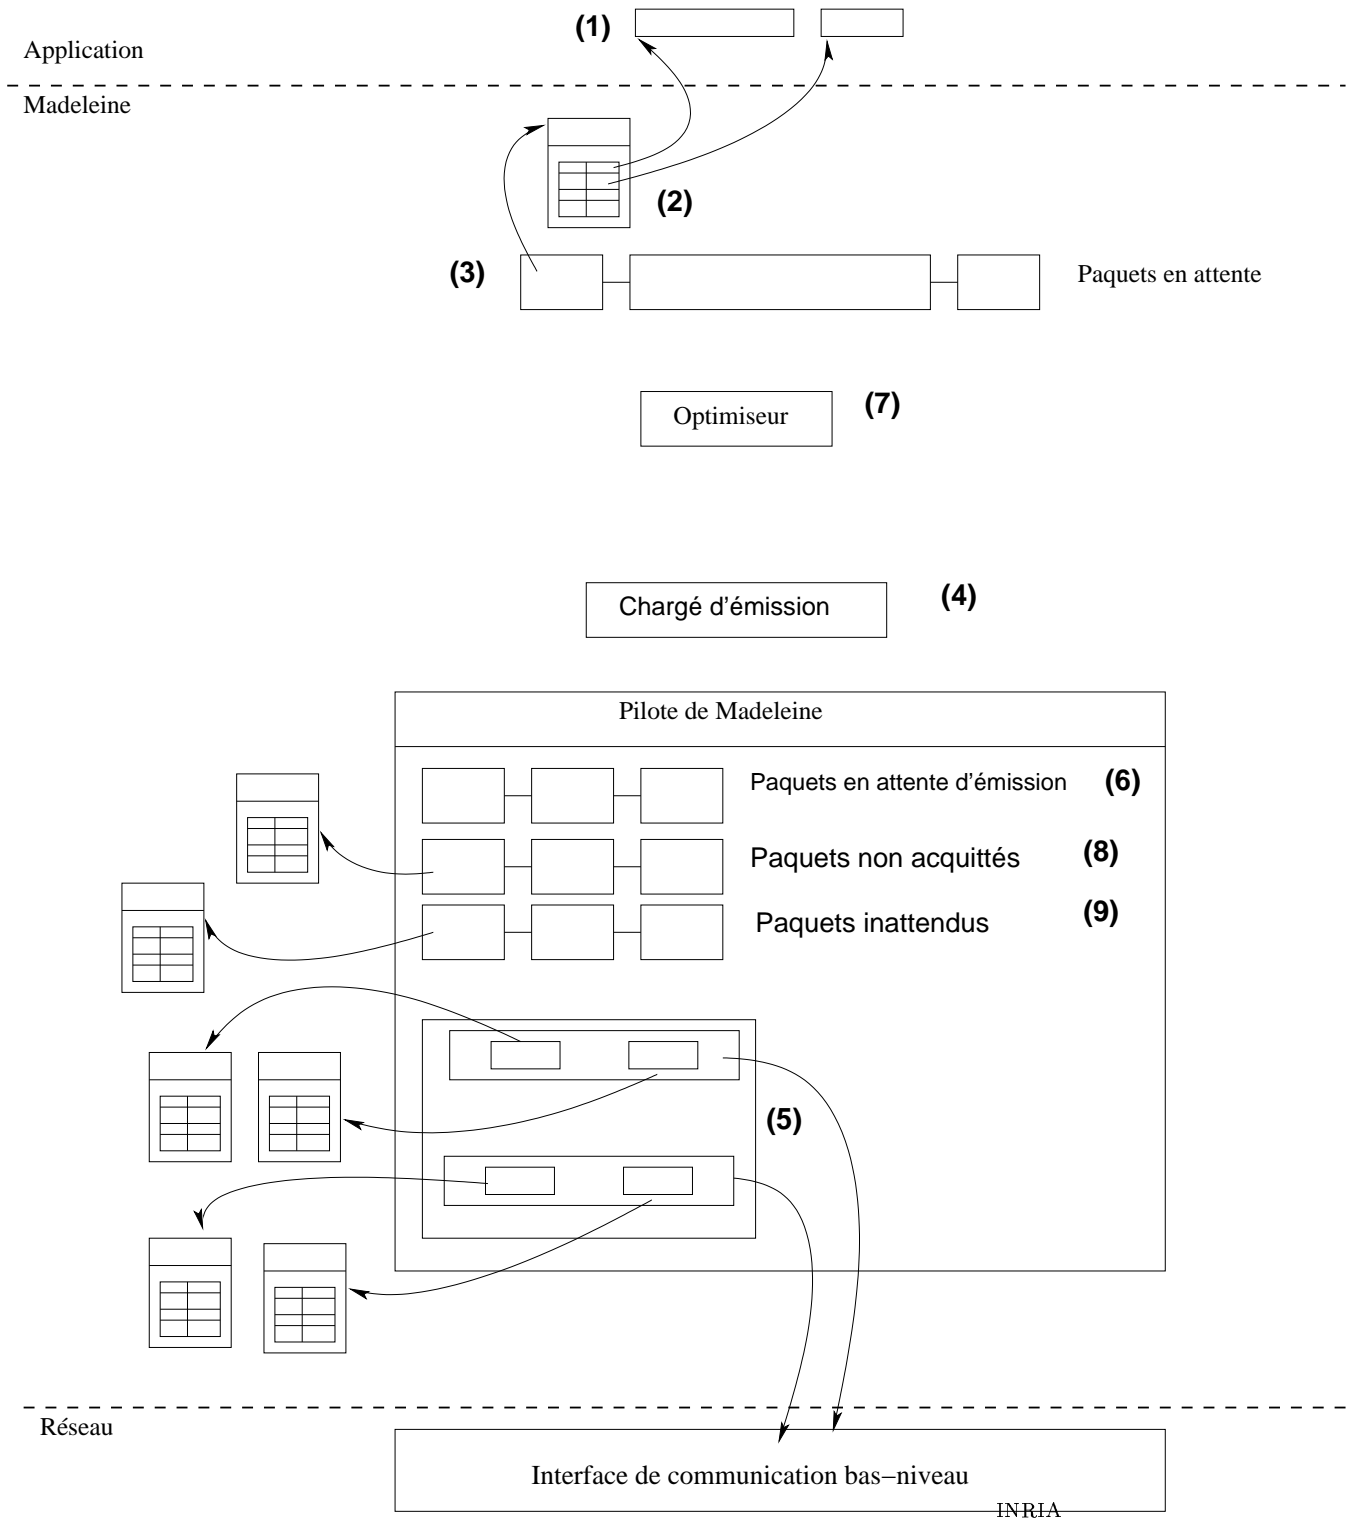 (1)
Application
Madeleine
(2)
(3)
Paquets en attente
Optimiseur
(7)
Chargé d'émission
(4)
Pilote de Madeleine
Paquets en attente d'émission
(6)
Paquets non acquittés
(8)
Paquets inattendus
(9)
(5)
Réseau
Interface de communication bas−niveau
INRIA